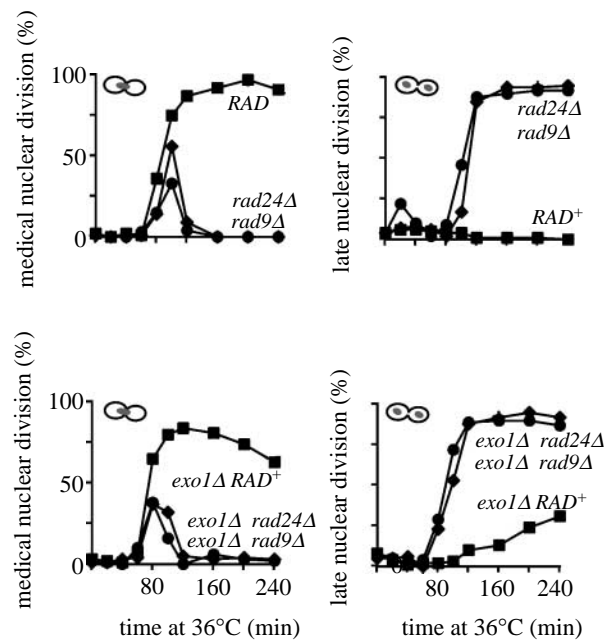 medical nuclear division (%)
100
50
0
RAD
rad24Δ
rad9Δ
late nuclear division (%)
rad24Δ
rad9Δ
RAD+
medical nuclear division (%)
100
50
0
exo1Δ RAD+
exo1Δ rad24Δ
exo1Δ rad9Δ
80 160 240
time at 36°C (min)
late nuclear division (%)
0
exo1Δ rad24Δ
exo1Δ rad9Δ
exo1Δ RAD+
80 160 240
time at 36°C (min)